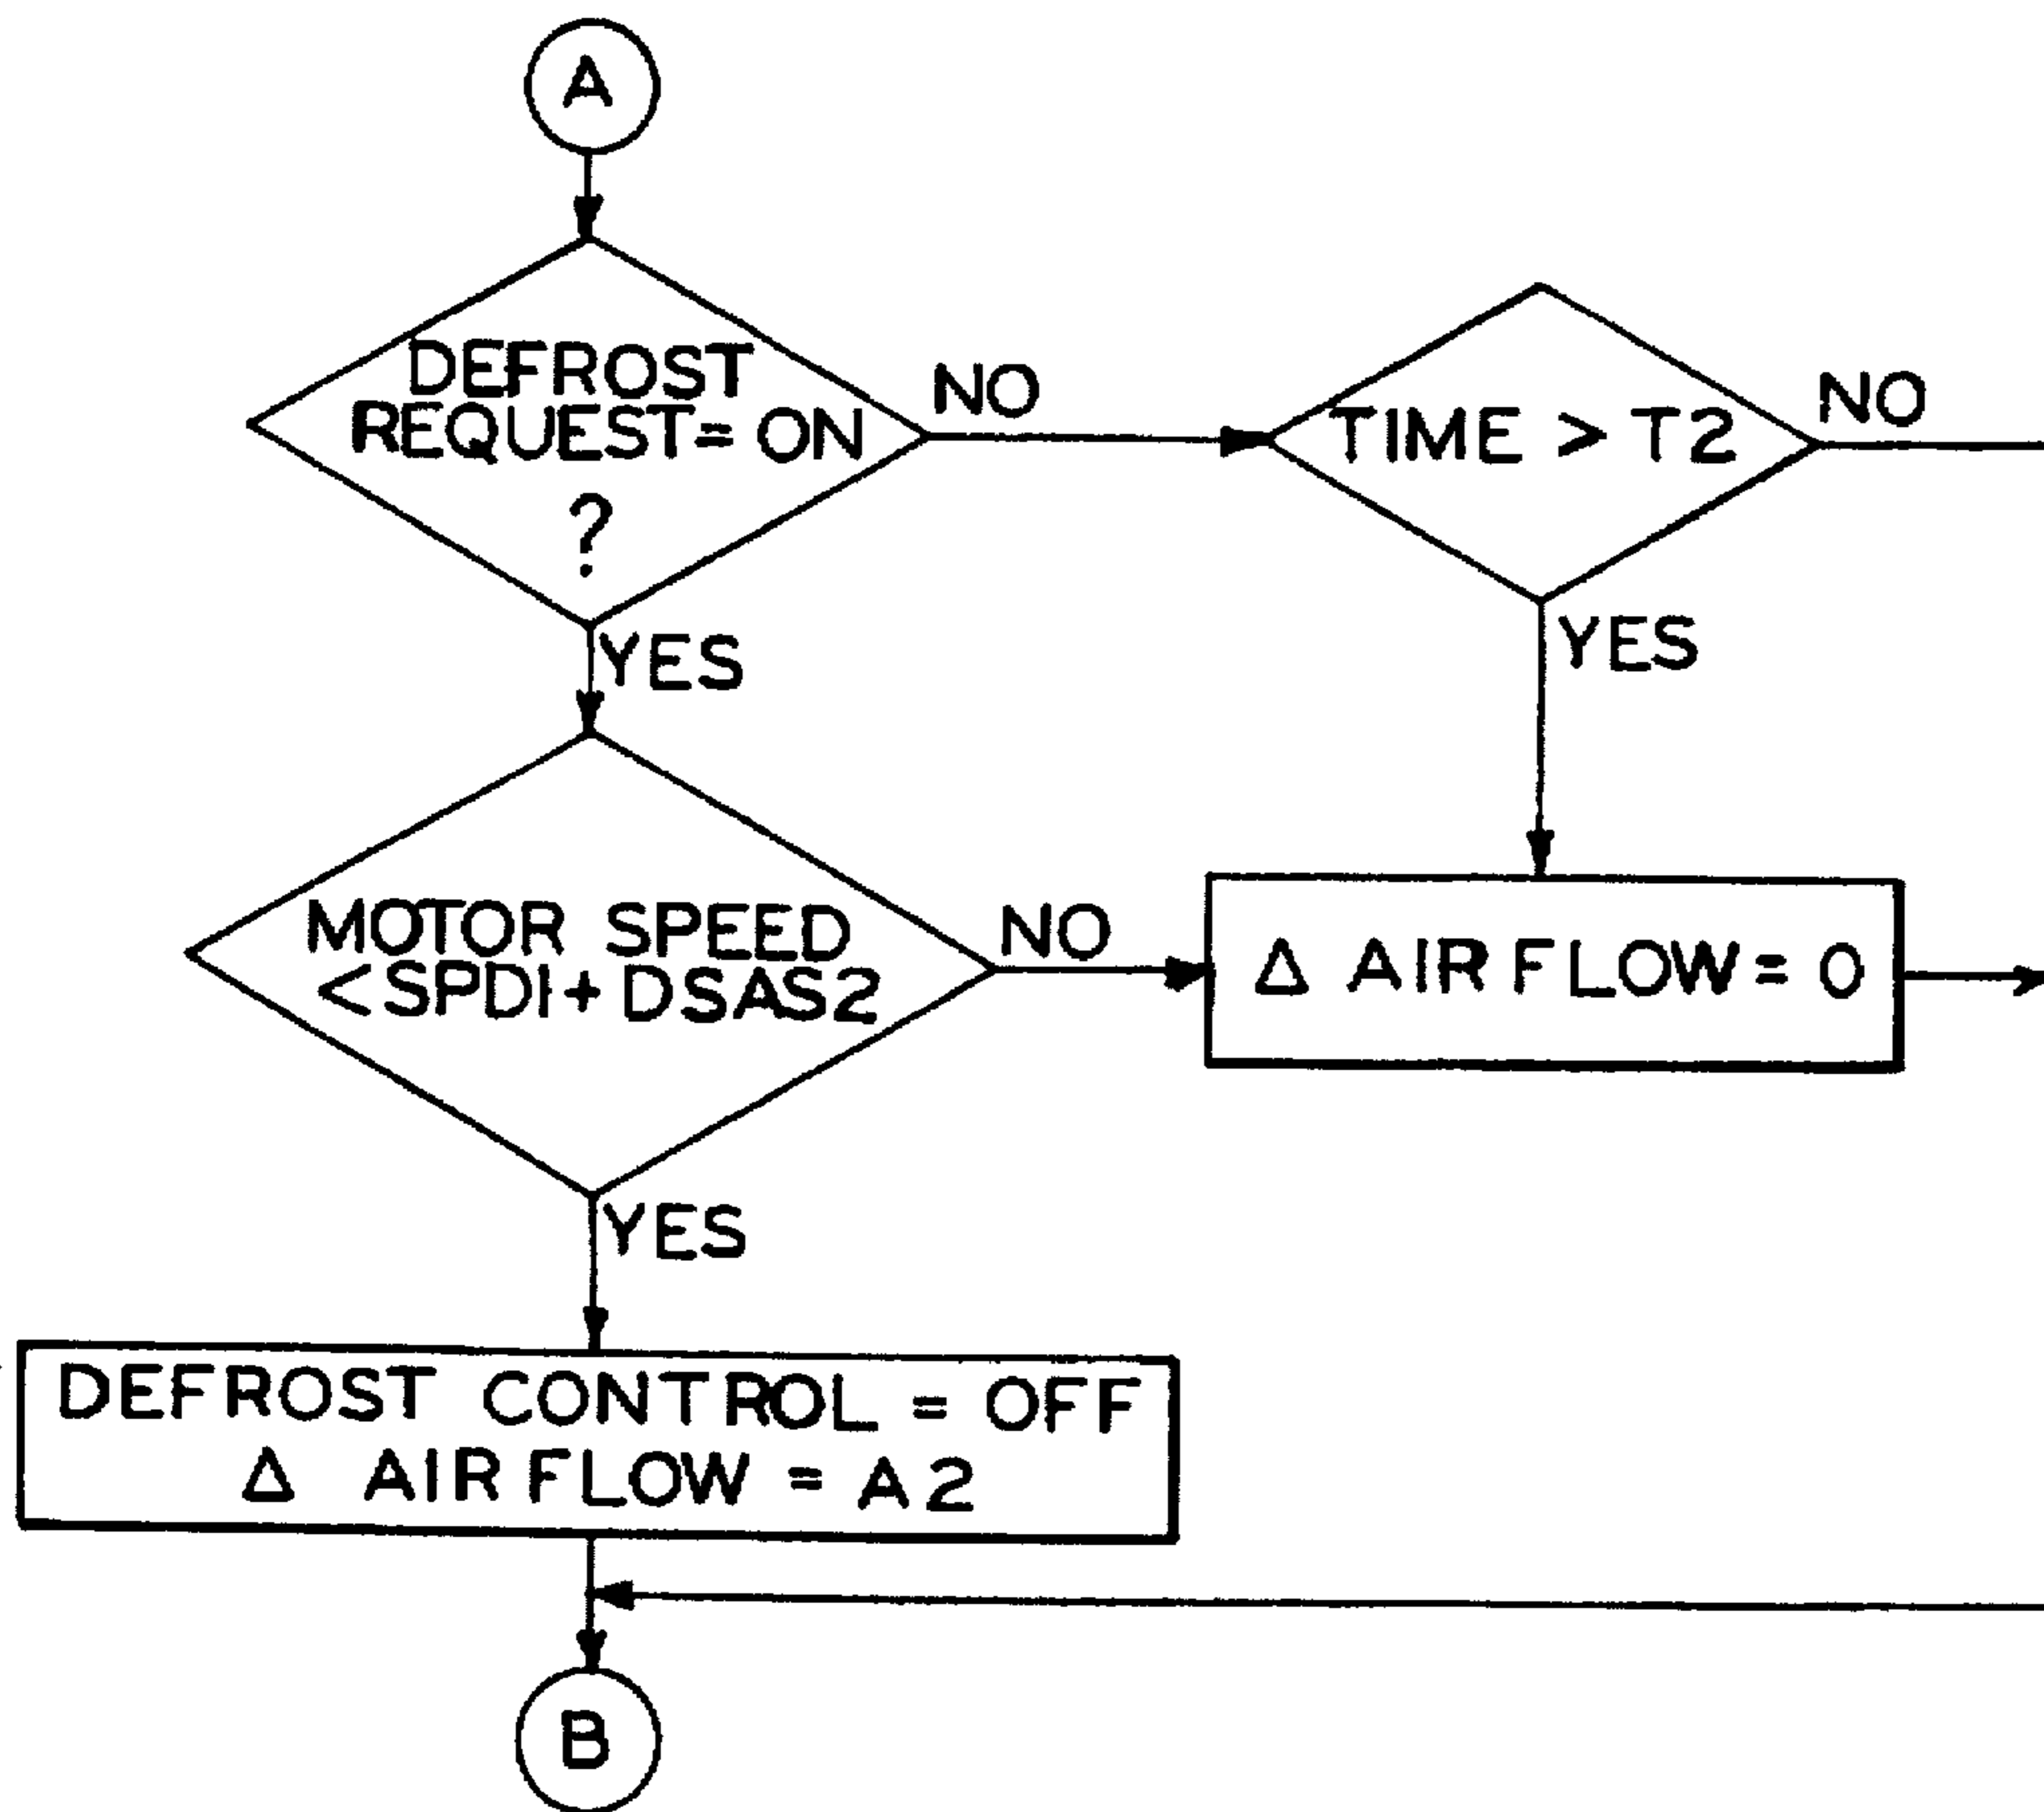 A
DEFROST
REQUEST = ON
?
NO
TIME > T2
NO
YES
YES
MOTOR SPEED
< SPD1 + DSAS2
NO
Δ AIR FLOW = 0
YES
DEFROST CONTROL = OFF
Δ AIR FLOW = A2
B